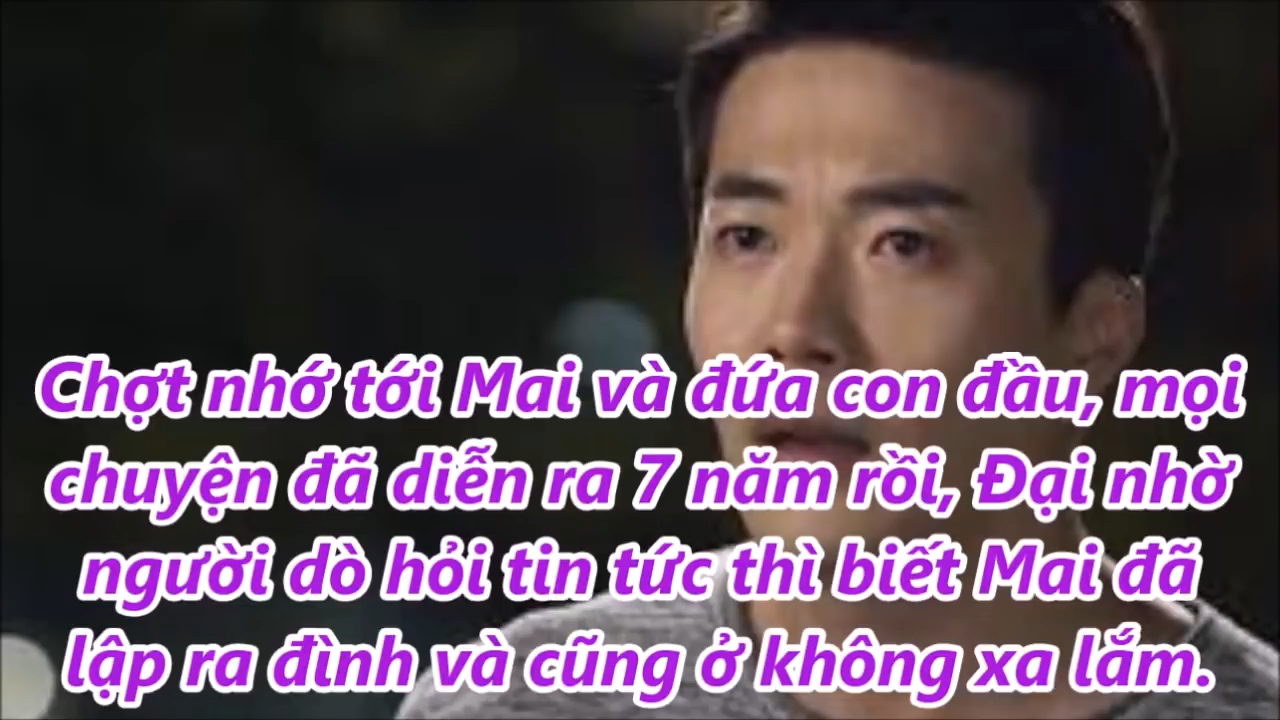 Chợt nhớ tới Mai và đứa con đầu, mọi
chuyện đã diễn ra 7 năm rồi, Đại nhờ
người dò hỏi tin tức thì biết Mai đã
lập ra đình và cũng ở không xa lắm.